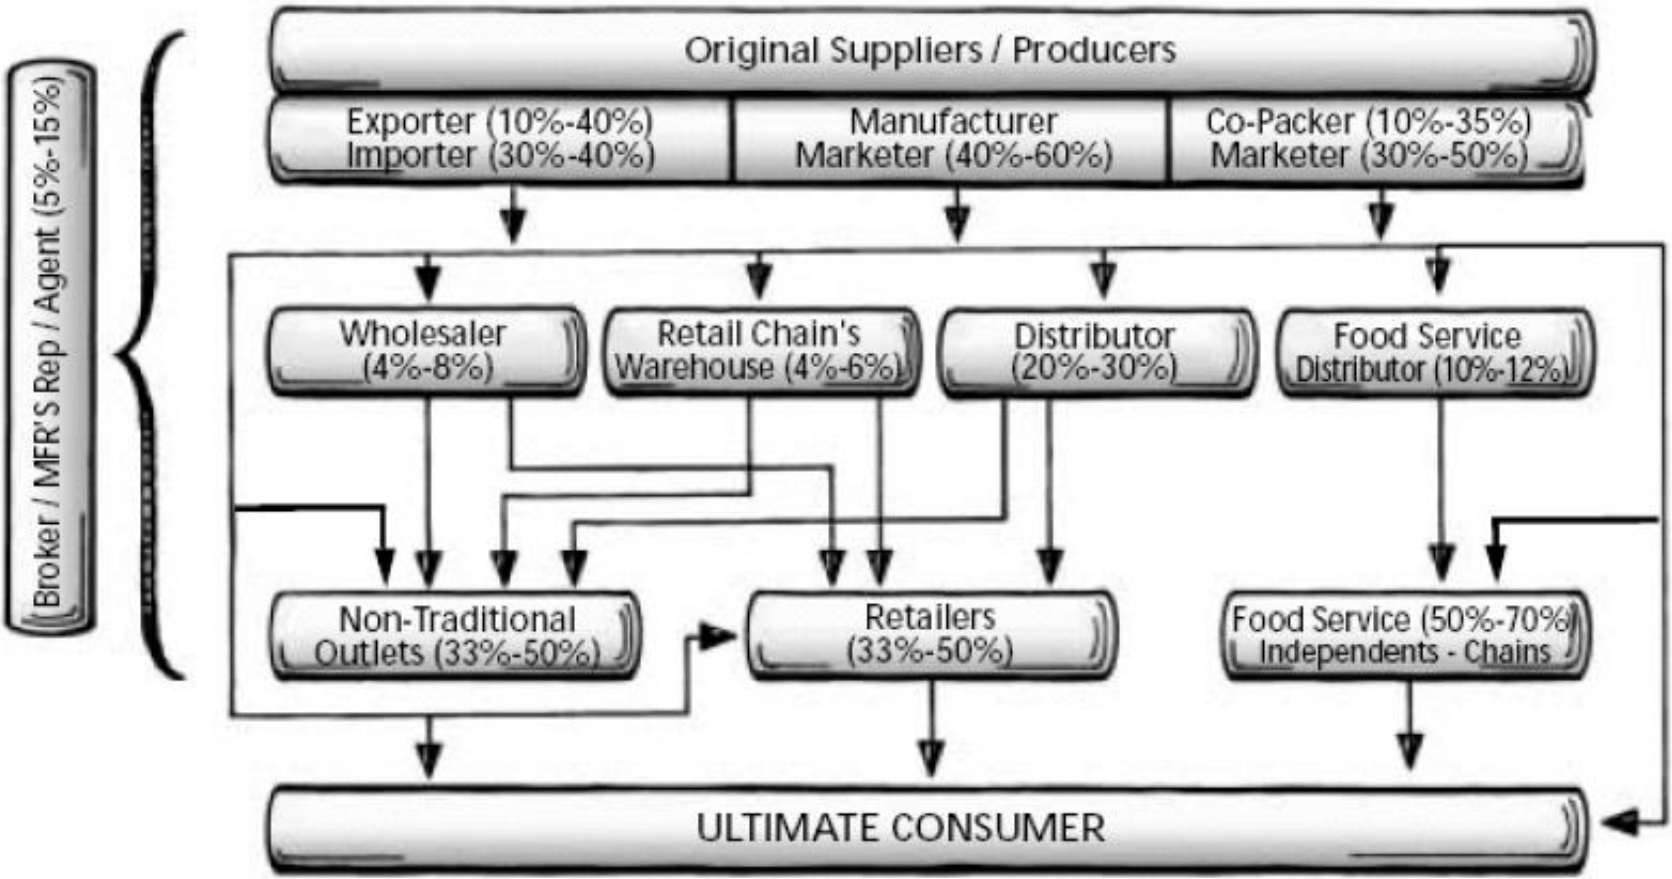 Original Suppliers / Producers
Exporter (10%-40%)
Importer (30%-40%)
Manufacturer
Marketer (40%-60%)
Co-Packer (10%-35%)
Marketer (30%-50%)
Broker / MFR'S Rep / Agent (5%-15%)
Wholesaler
(4%-8%)
Retail Chain's
Warehouse (4%-6%)
Distributor
(20%-30%)
Food Service
Distributor (10%-12%)
Non-Traditional
Outlets (33%-50%)
Retailers
(33%-50%)
Food Service (50%-70%)
Independents - Chains
ULTIMATE CONSUMER